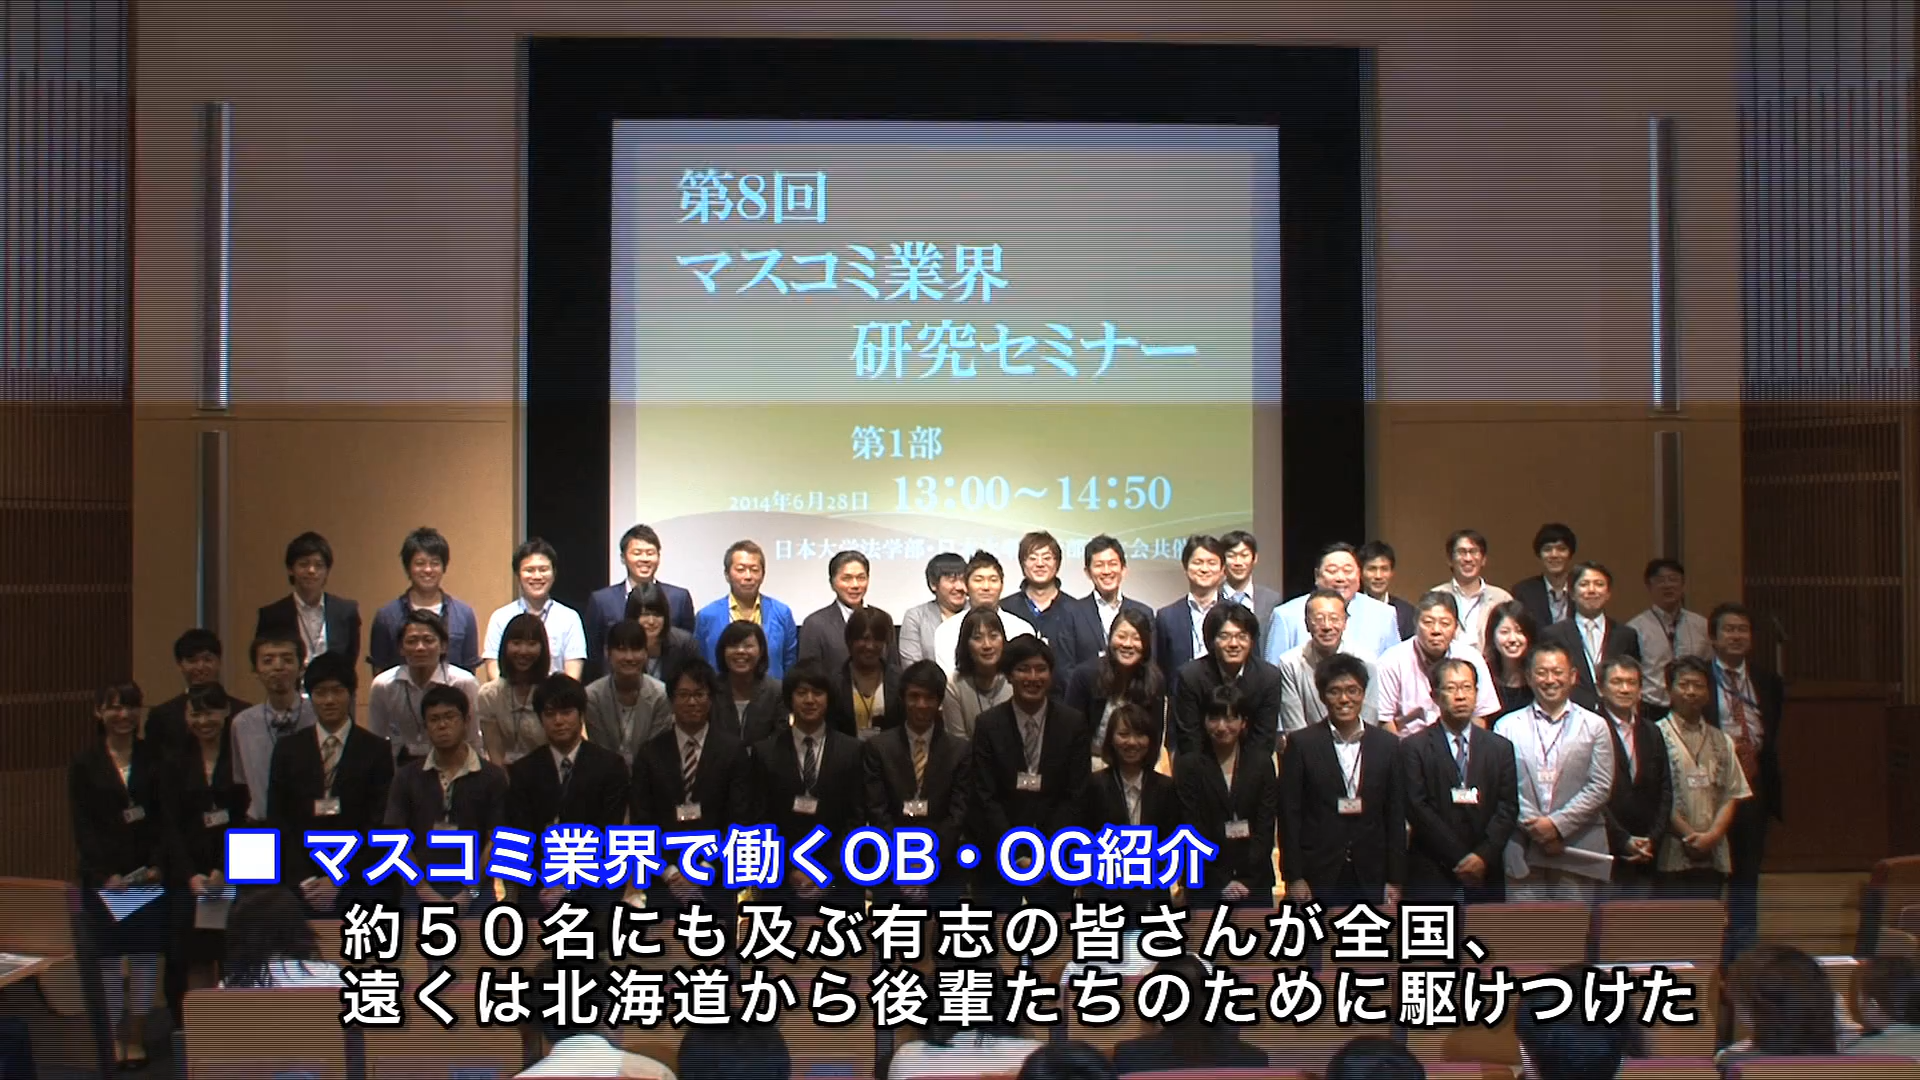 第8回
マスコミ業界
研究セミナー
第1部
2014年6月28日 13:00～14:50
日本大学法学部・日本大
■ マスコミ業界で働くOB・OG紹介
約５０名にも及ぶ有志の皆さんが全国、
遠くは北海道から後輩たちのために駆けつけた